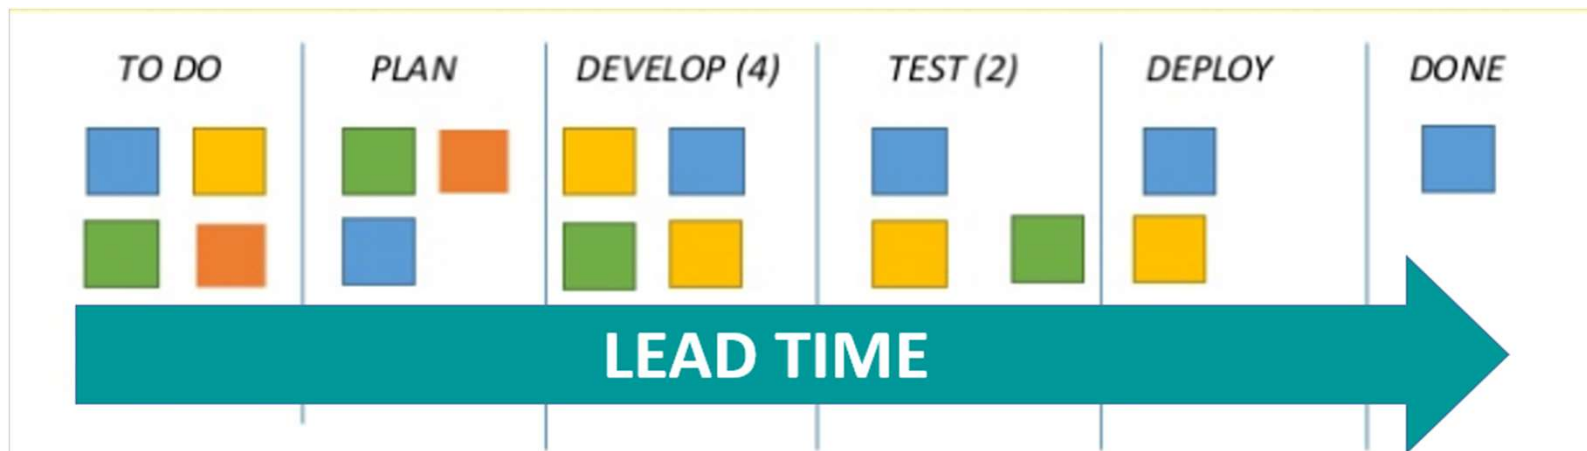 TO DO
PLAN
DEVELOP (4)
TEST (2)
DEPLOY
DONE
LEAD TIME